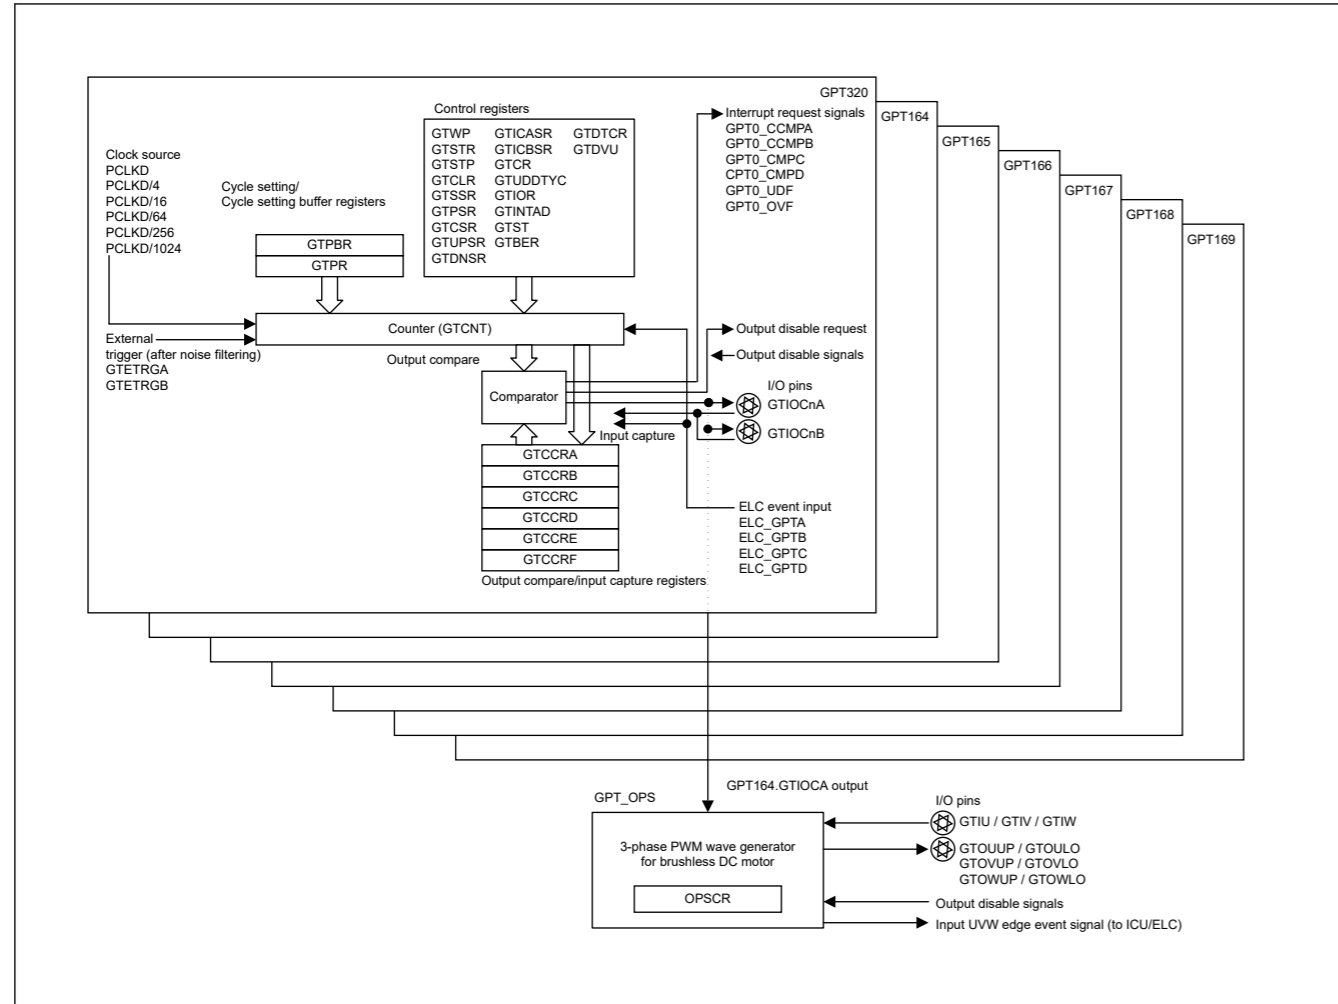 GPT320
GPT164
GPT165
GPT166
GPT167
GPT168
GPT169
Control registers
GTWP GTICASR GTDTCR
GTSTR GTICBSR GTDVU
GTSTP GTCR
GTCLR GTUDDTYC
GTSSR GTIOR
GTPSR GTINTAD
GTCSR GTST
GTUPSR GTBER
GTDNSR
Interrupt request signals
GPT0_CCMPA
GPT0_CCMPB
GPT0_CMPC
CPT0_CMPD
GPT0_UDF
GPT0_OVF
Clock source
PCLKD
PCLKD/4
PCLKD/16
PCLKD/64
PCLKD/256
PCLKD/1024
Cycle setting/
Cycle setting buffer registers
GTPBR
GTPR
Counter (GTCNT)
External
trigger (after noise filtering)
GTETRGA
GTETRGB
Output compare
Comparator
Output disable request
Output disable signals
I/O pins
GTIOCnA
GTIOCnB
Input capture
GTCCRA
GTCCRB
GTCCRC
GTCCRD
GTCCRE
GTCCRF
Output compare/input capture registers
ELC event input
ELC_GPTA
ELC_GPTB
ELC_GPTC
ELC_GPTD
GPT164.GTIOCA output
GPT_OPS
3-phase PWM wave generator
for brushless DC motor
OPSCR
I/O pins
GTIU / GTIV / GTIW
GTOUUP / GTOULO
GTOVUP / GTOVLO
GTOWUP / GTOWLO
Output disable signals
Input UVW edge event signal (to ICU/ELC)